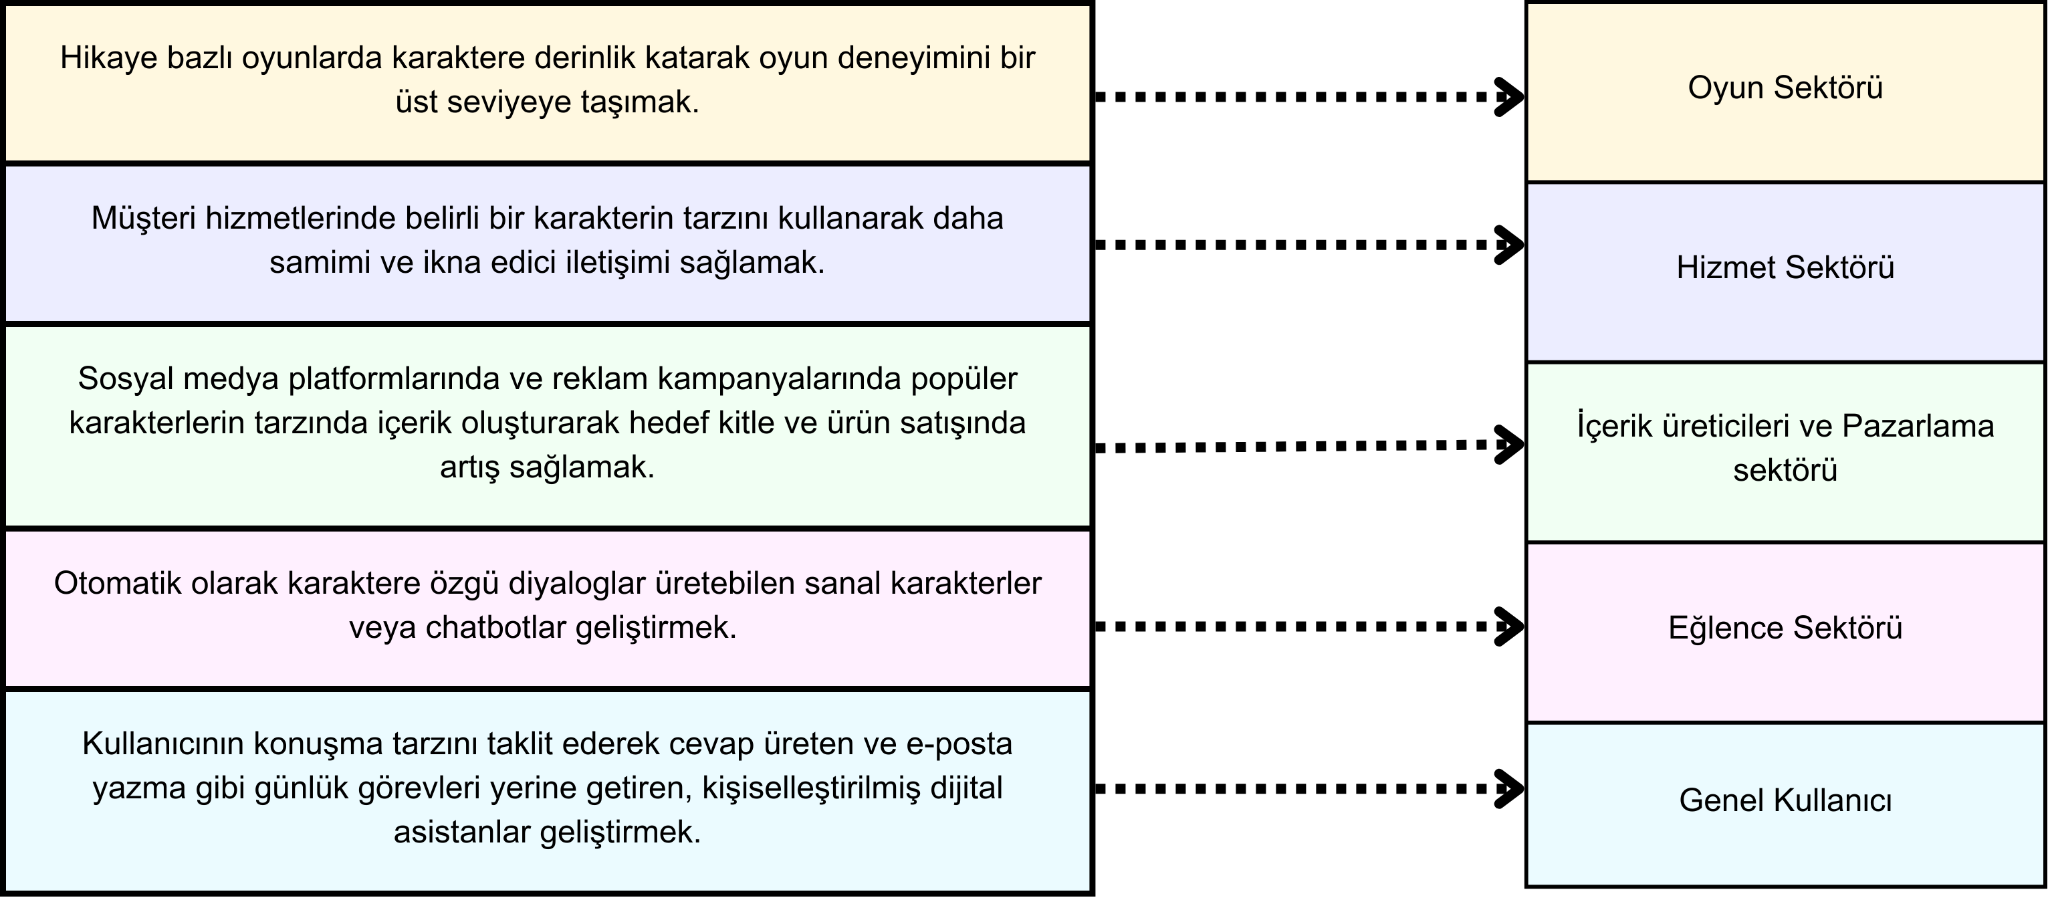 Hikaye bazlı oyunlarda karaktere derinlik katarak oyun deneyimini bir
üst seviyeye taşımak.
Oyun Sektörü
Müşteri hizmetlerinde belirli bir karakterin tarzını kullanarak daha
samimi ve ikna edici iletişimi sağlamak.
Hizmet Sektörü
Sosyal medya platformlarında ve reklam kampanyalarında popüler
karakterlerin tarzında içerik oluşturarak hedef kitle ve ürün satışında
artış sağlamak.
İçerik üreticileri ve Pazarlama
sektörü
Otomatik olarak karaktere özgü diyaloglar üretebilen sanal karakterler
veya chatbotlar geliştirmek.
Eğlence Sektörü
Kullanıcının konuşma tarzını taklit ederek cevap üreten ve e-posta
yazma gibi günlük görevleri yerine getiren, kişiselleştirilmiş dijital
asistanlar geliştirmek.
Genel Kullanıcı